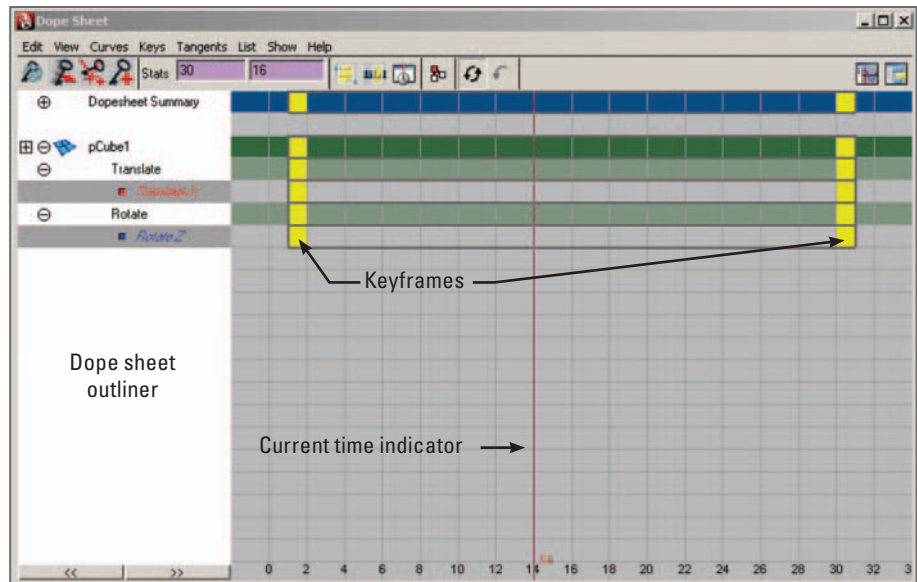 Dope Sheet
Edit View Curves Keys Tangents List Show Help
Stats 30 16
Dopesheet Summary
pCube1
Translate
Rotate
Rotate Z
Keyframes
Dope sheet
outliner
Current time indicator
<< >> 0 2 4 6 8 10 12 14 16 18 20 22 24 26 28 30 32 3